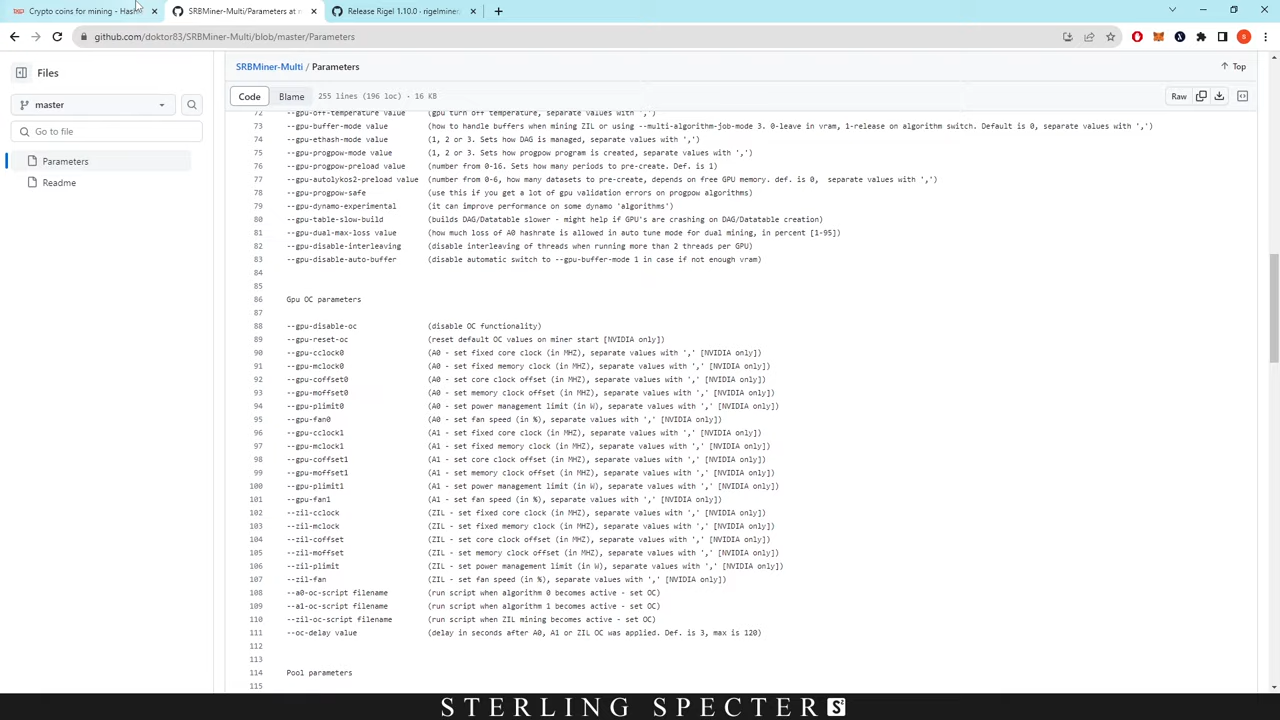 Crypto coins for mining - Hash
SRBMiner-Multi/Parameters at m
Release Rigel 1.10.0 · rigelminer
github.com/doktor83/SRBMiner-Multi/blob/master/Parameters
S
Files
master
Go to file
Parameters
Readme
SRBMiner-Multi / Parameters
Top
Code
Blame
255 lines (196 loc) · 16 KB
Raw
72 --gpu-off-temperature value (gpu turn off temperature, separate values with ',')
73 --gpu-buffer-mode value (how to handle buffers when mining ZIL or using --multi-algorithm-job-mode 3. 0-leave in vram, 1-release on algorithm switch. Default is 0, separate values with ',')
74 --gpu-ethash-mode value (1, 2 or 3. Sets how DAG is managed, separate values with ',')
75 --gpu-progpow-mode value (1, 2 or 3. Sets how progpow program is created, separate values with ',')
76 --gpu-progpow-preload value (number from 0-16. Sets how many periods to pre-create. Def. is 1)
77 --gpu-autolykos2-preload value (number from 0-6, how many datasets to pre-create, depends on free GPU memory. def. is 0, separate values with ',')
78 --gpu-progpow-safe (use this if you get a lot of gpu validation errors on progpow algorithms)
79 --gpu-dynamo-experimental (it can improve performance on some dynamo 'algorithms')
80 --gpu-table-slow-build (builds DAG/Datatable slower - might help if GPU's are crashing on DAG/Datatable creation)
81 --gpu-dual-max-loss value (how much loss of A0 hashrate is allowed in auto tune mode for dual mining, in percent [1-95])
82 --gpu-disable-interleaving (disable interleaving of threads when running more than 2 threads per GPU)
83 --gpu-disable-auto-buffer (disable automatic switch to --gpu-buffer-mode 1 in case if not enough vram)
84
85
86 Gpu OC parameters
87
88 --gpu-disable-oc (disable OC functionality)
89 --gpu-reset-oc (reset default OC values on miner start [NVIDIA only])
90 --gpu-cclock0 (A0 - set fixed core clock (in MHZ), separate values with ',' [NVIDIA only])
91 --gpu-mclock0 (A0 - set fixed memory clock (in MHZ), separate values with ',' [NVIDIA only])
92 --gpu-coffset0 (A0 - set core clock offset (in MHZ), separate values with ',' [NVIDIA only])
93 --gpu-moffset0 (A0 - set memory clock offset (in MHZ), separate values with ',' [NVIDIA only])
94 --gpu-plimit0 (A0 - set power management limit (in W), separate values with ',' [NVIDIA only])
95 --gpu-fan0 (A0 - set fan speed (in %), separate values with ',' [NVIDIA only])
96 --gpu-cclock1 (A1 - set fixed core clock (in MHZ), separate values with ',' [NVIDIA only])
97 --gpu-mclock1 (A1 - set fixed memory clock (in MHZ), separate values with ',' [NVIDIA only])
98 --gpu-coffset1 (A1 - set core clock offset (in MHZ), separate values with ',' [NVIDIA only])
99 --gpu-moffset1 (A1 - set memory clock offset (in MHZ), separate values with ',' [NVIDIA only])
100 --gpu-plimit1 (A1 - set power management limit (in W), separate values with ',' [NVIDIA only])
101 --gpu-fan1 (A1 - set fan speed (in %), separate values with ',' [NVIDIA only])
102 --zil-cclock (ZIL - set fixed core clock (in MHZ), separate values with ',' [NVIDIA only])
103 --zil-mclock (ZIL - set fixed memory clock (in MHZ), separate values with ',' [NVIDIA only])
104 --zil-coffset (ZIL - set core clock offset (in MHZ), separate values with ',' [NVIDIA only])
105 --zil-moffset (ZIL - set memory clock offset (in MHZ), separate values with ',' [NVIDIA only])
106 --zil-plimit (ZIL - set power management limit (in W), separate values with ',' [NVIDIA only])
107 --zil-fan (ZIL - set fan speed (in %), separate values with ',' [NVIDIA only])
108 --a0-oc-script filename (run script when algorithm 0 becomes active - set OC)
109 --a1-oc-script filename (run script when algorithm 1 becomes active - set OC)
110 --zil-oc-script filename (run script when ZIL mining becomes active - set OC)
111 --oc-delay value (delay in seconds after A0, A1 or ZIL OC was applied. Def. is 3, max is 120)
112
113
114 Pool parameters
115
STERLING SPECTER S